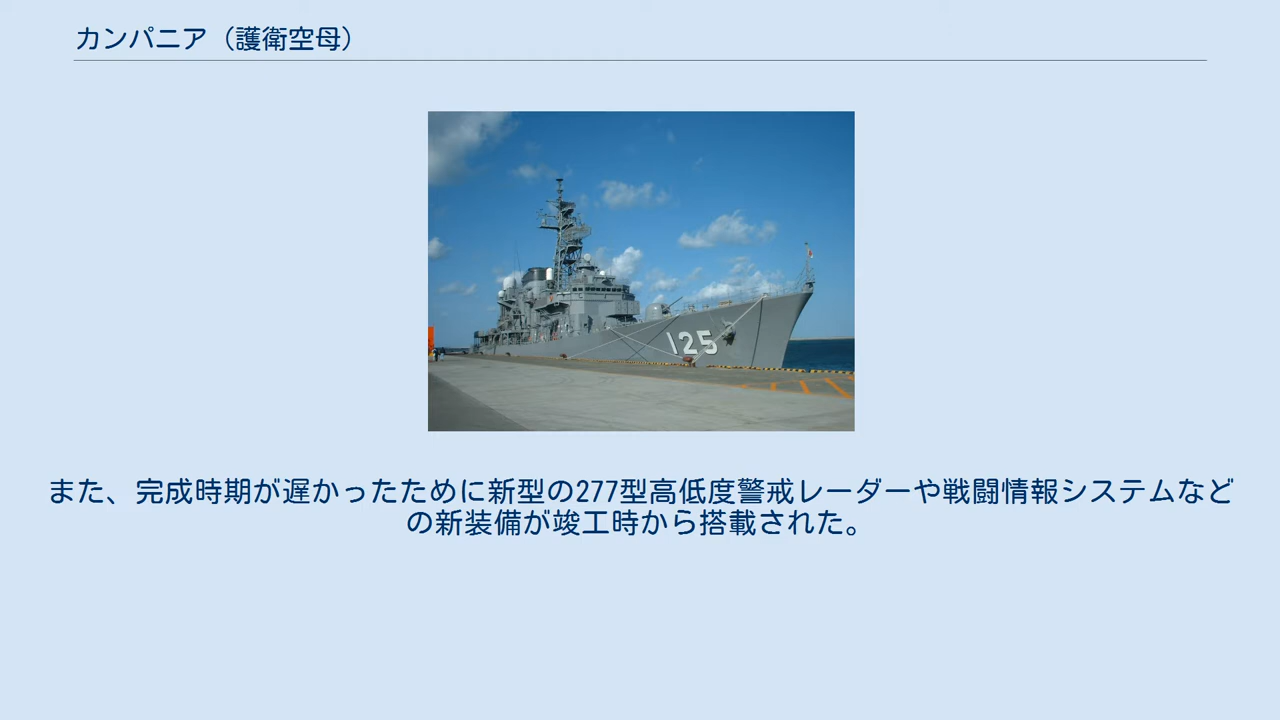 カンパニア（護衛空母）
125
また、完成時期が遅かったために新型の277型高低度警戒レーダーや戦闘情報システムなど
の新装備が竣工時から搭載された。